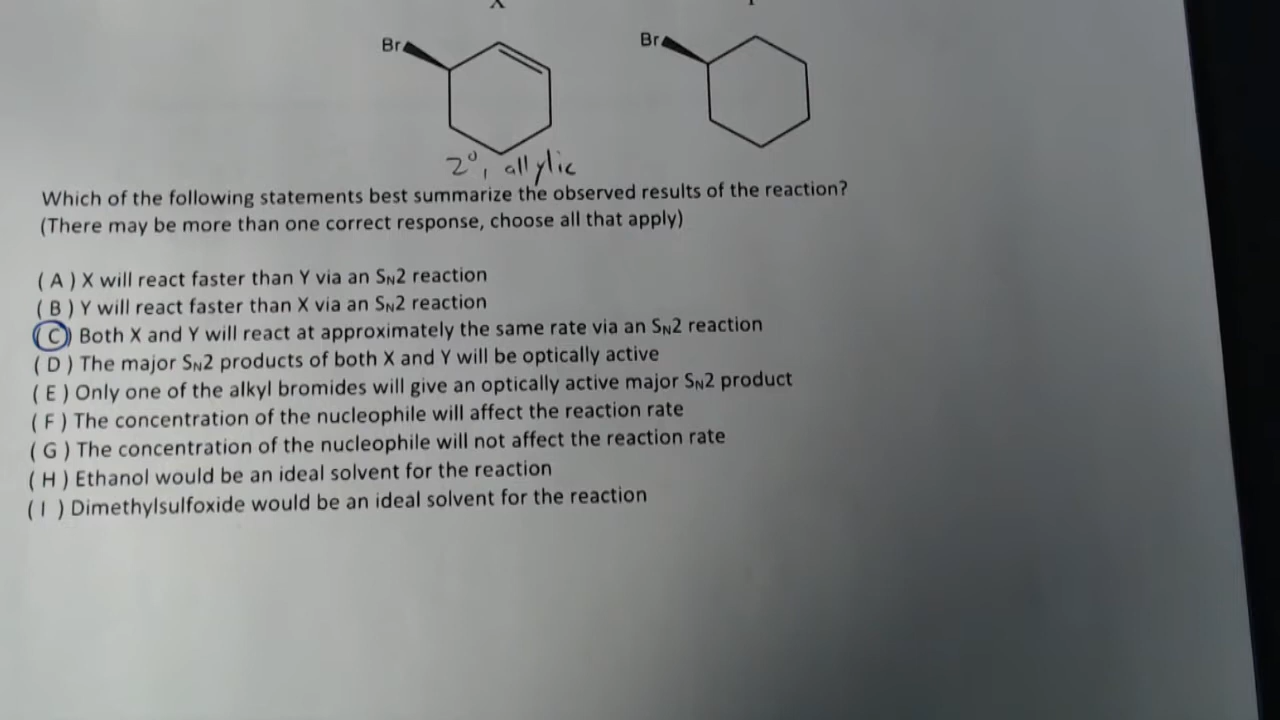 X
Br
Br
2°, allylic
Which of the following statements best summarize the observed results of the reaction?
(There may be more than one correct response, choose all that apply)
( A ) X will react faster than Y via an SN2 reaction
( B ) Y will react faster than X via an SN2 reaction
( C ) Both X and Y will react at approximately the same rate via an SN2 reaction
( D ) The major SN2 products of both X and Y will be optically active
( E ) Only one of the alkyl bromides will give an optically active major SN2 product
( F ) The concentration of the nucleophile will affect the reaction rate
( G ) The concentration of the nucleophile will not affect the reaction rate
( H ) Ethanol would be an ideal solvent for the reaction
( I ) Dimethylsulfoxide would be an ideal solvent for the reaction